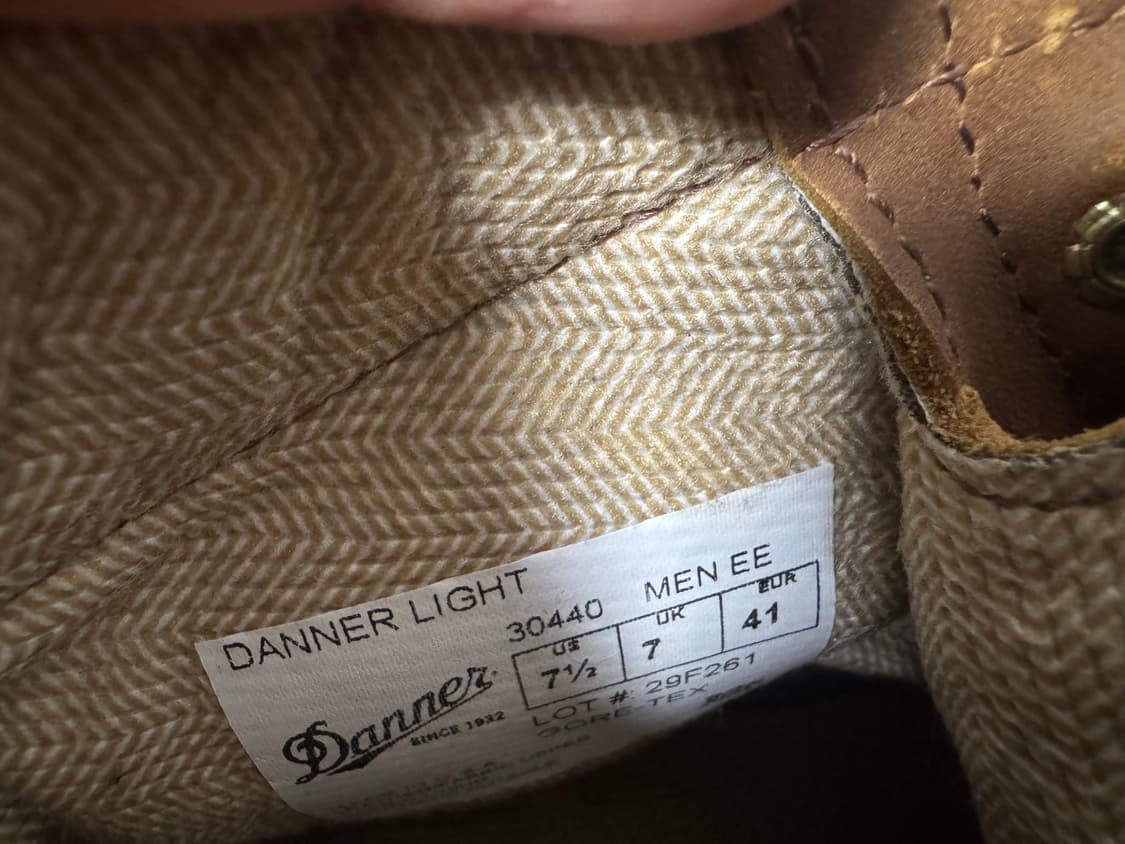 DANNER LIGHT
30440 MEN EE
US UK EUR
7½ 7 41
Danner
SINCE 1932
LOT # 29F261
GORE-TEX